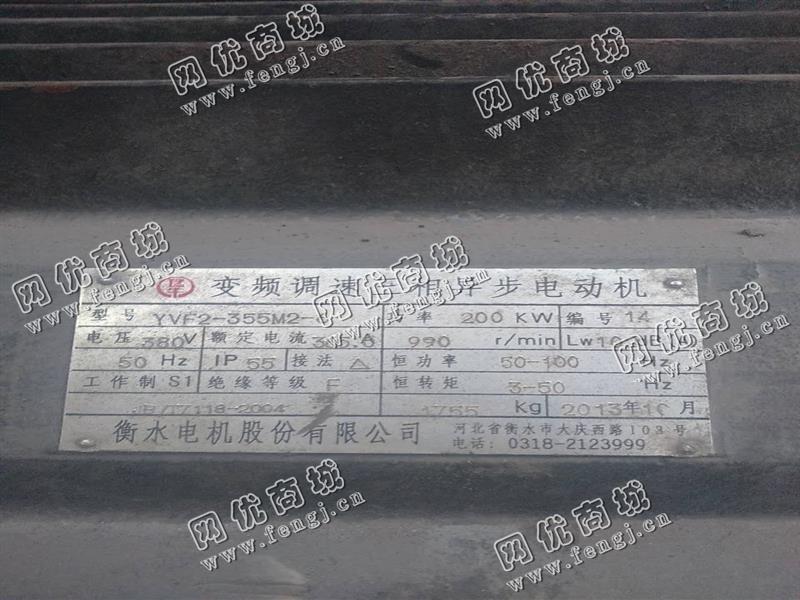 网优商城
www.fengj.cn
网优商城
www.fengj.cn
变频调速三相异步电动机
型号 YVF2-355M2- 功率 200 KW 编号 14
电压 380V 额定电流 990 r/min Lw
50 Hz IP 55 接法 △ 恒功率 50-100 Hz
工作制 S1 绝缘等级 F 恒转矩 3-50 Hz
JB/T7118-2004 1755 Kg 2013年10月
衡水电机股份有限公司 河北省衡水市大庆西路103号
电话: 0318-2123999
网优商城
www.fengj.cn
网优商城
www.fengj.cn
网优商城
www.fengj.cn
网优商城
www.fengj.cn